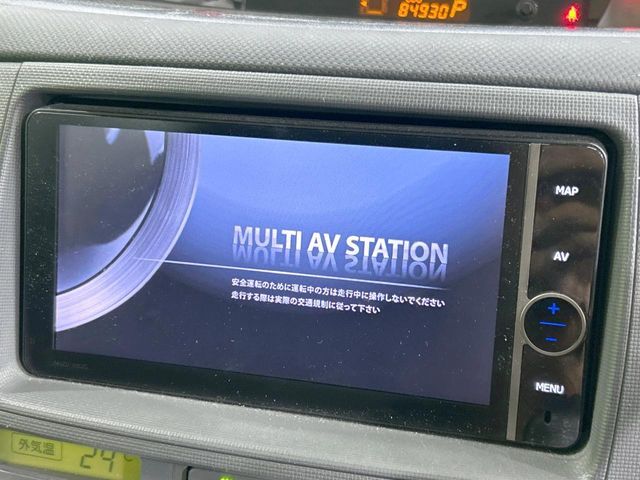 84930 P
MAP
MULTI AV STATION
AV
安全運転のために運転中の方は走行中に操作しないでください
走行する際は実際の交通規制に従って下さい
MENU
外気温
24℃